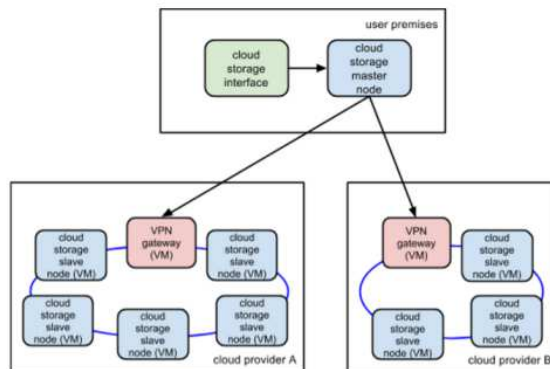 user premises
cloud
storage
interface
cloud
storage
master
node
VPN
gateway
(VM)
cloud
storage
slave
node (VM)
cloud
storage
slave
node (VM)
cloud
storage
slave
node (VM)
cloud
storage
slave
node (VM)
cloud
storage
slave
node (VM)
cloud provider A
VPN
gateway
(VM)
cloud
storage
slave
node (VM)
cloud
storage
slave
node (VM)
cloud
storage
slave
node (VM)
cloud provider B